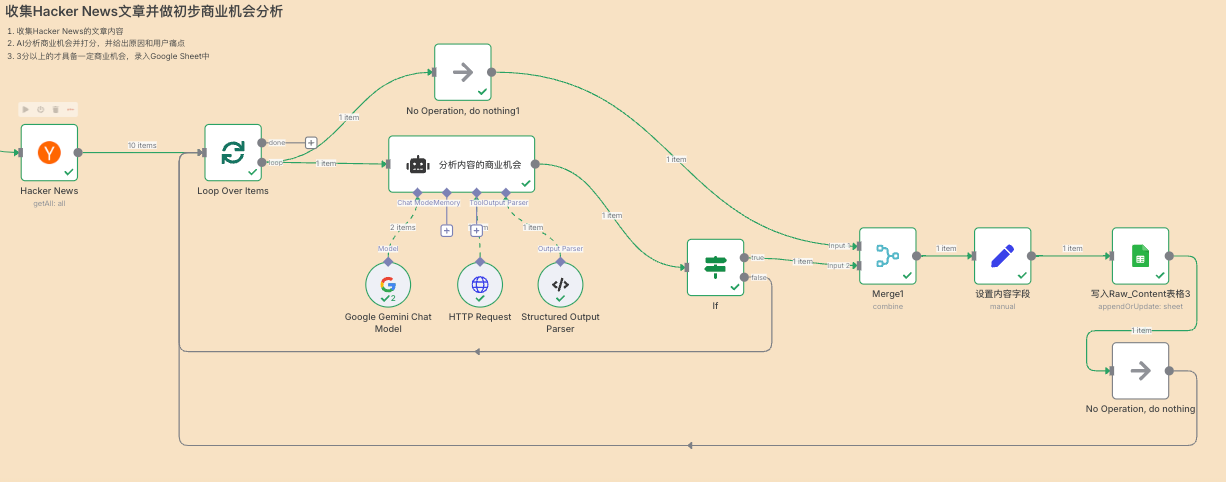 收集Hacker News文章并做初步商业机会分析
1. 收集Hacker News的文章内容
2. AI分析商业机会并打分，并给出原因和用户痛点
3. 3分以上的才具备一定商业机会，录入Google Sheet中
No Operation, do nothing1
1 item
Hacker News
getAll: all
10 items
Loop Over Items
done
loop
1 item
分析内容的商业机会
Chat Model
Memory
Tool
Output Parser
2 items
1 item
Model
Output Parser
2
Google Gemini Chat
Model
HTTP Request
Structured Output
Parser
1 item
1 item
If
true
false
1 item
Input 1
Input 2
Merge1
combine
1 item
设置内容字段
manual
1 item
写入Raw_Content表格3
appendOrUpdate: sheet
1 item
No Operation, do nothing